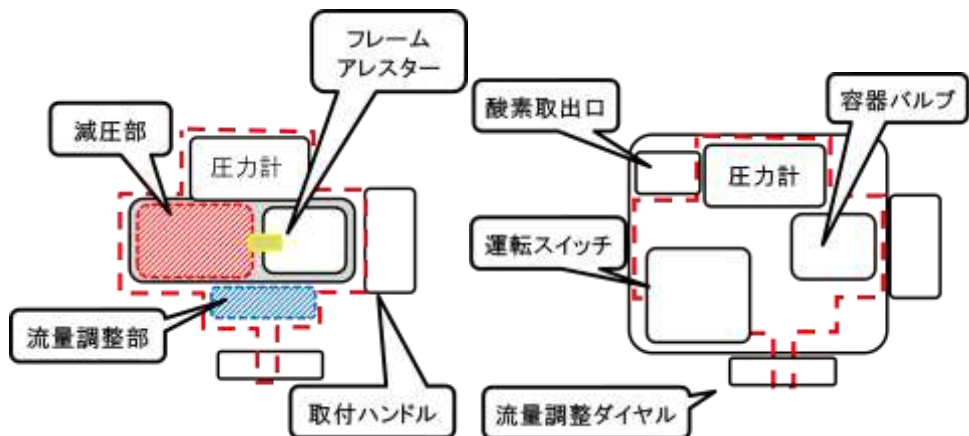 フレーム
アレスター
減圧部
圧力計
流量調整部
取付ハンドル
酸素取出口
容器バルブ
圧力計
運転スイッチ
流量調整ダイヤル